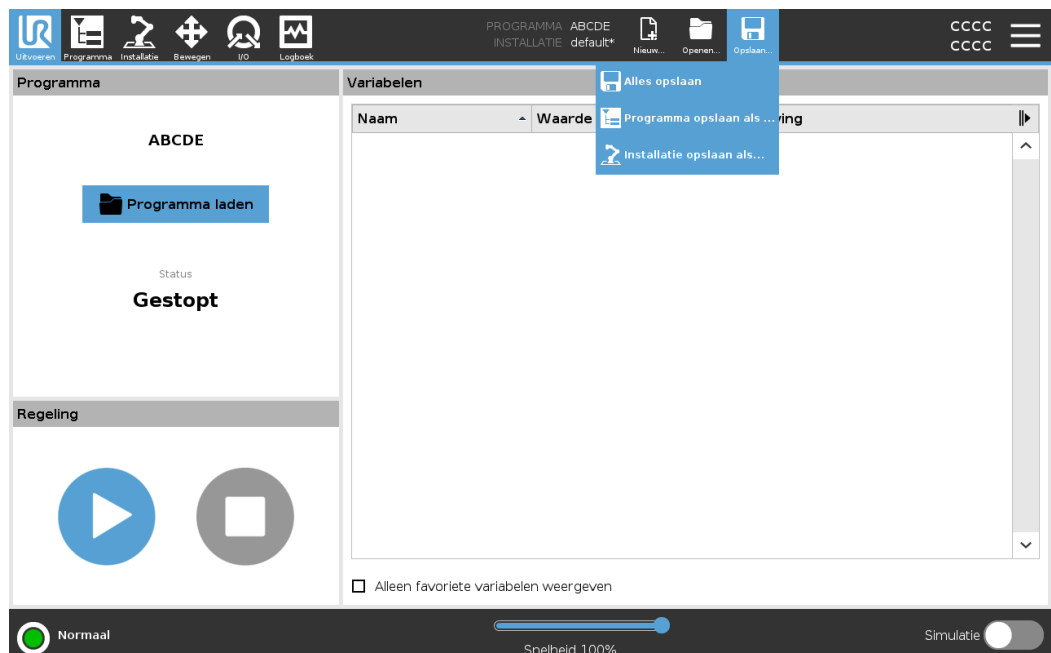 PROGRAMMA ABCDE
INSTALLATIE default*
CCCC
CCCC
Uitvoeren Programma Installatie Bewegen I/O Logboek Nieuw... Openen... Opslaan...
Programma
Variabelen
Alles opslaan
Programma opslaan als ...
Installatie opslaan als...
Naam Waarde ving
ABCDE
Programma laden
Status
Gestopt
Regeling
Alleen favoriete variabelen weergeven
Normaal
Snelheid 100%
Simulatie